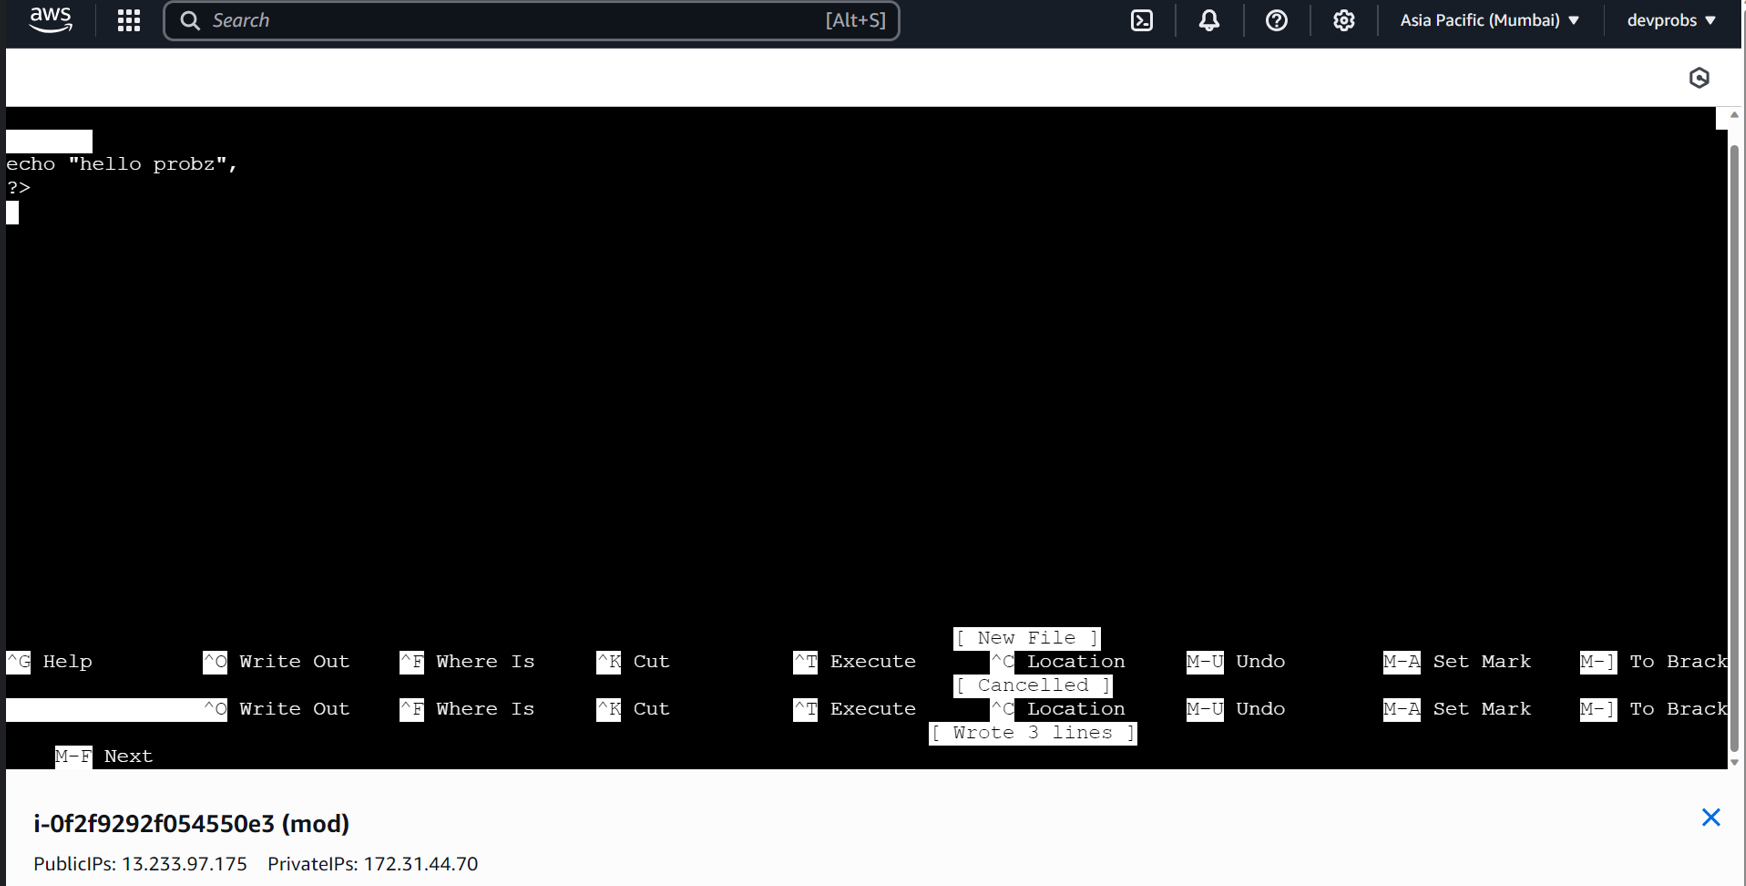 aws
Search [Alt+S]
Asia Pacific (Mumbai) ▼ devprobs ▼
echo "hello probz",
?>
[ New File ]
^G Help ^O Write Out ^F Where Is ^K Cut ^T Execute ^C Location M-U Undo M-A Set Mark M-] To Brack
[ Cancelled ]
^O Write Out ^F Where Is ^K Cut ^T Execute ^C Location M-U Undo M-A Set Mark M-] To Brack
[ Wrote 3 lines ]
M-F Next
i-0f2f9292f054550e3 (mod)
PublicIPs: 13.233.97.175 PrivateIPs: 172.31.44.70